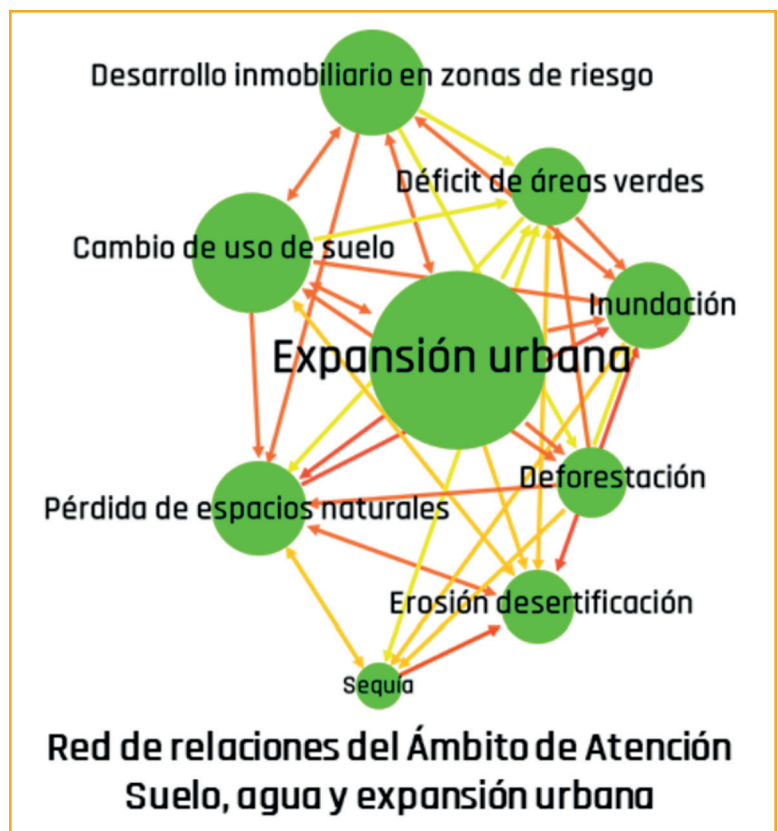 Desarrollo inmobiliario en zonas de riesgo
Déficit de áreas verdes
Cambio de uso de suelo
Inundación
Expansión urbana
Deforestación
Pérdida de espacios naturales
Erosión desertificación
Sequía
Red de relaciones del Ámbito de Atención
Suelo, agua y expansión urbana